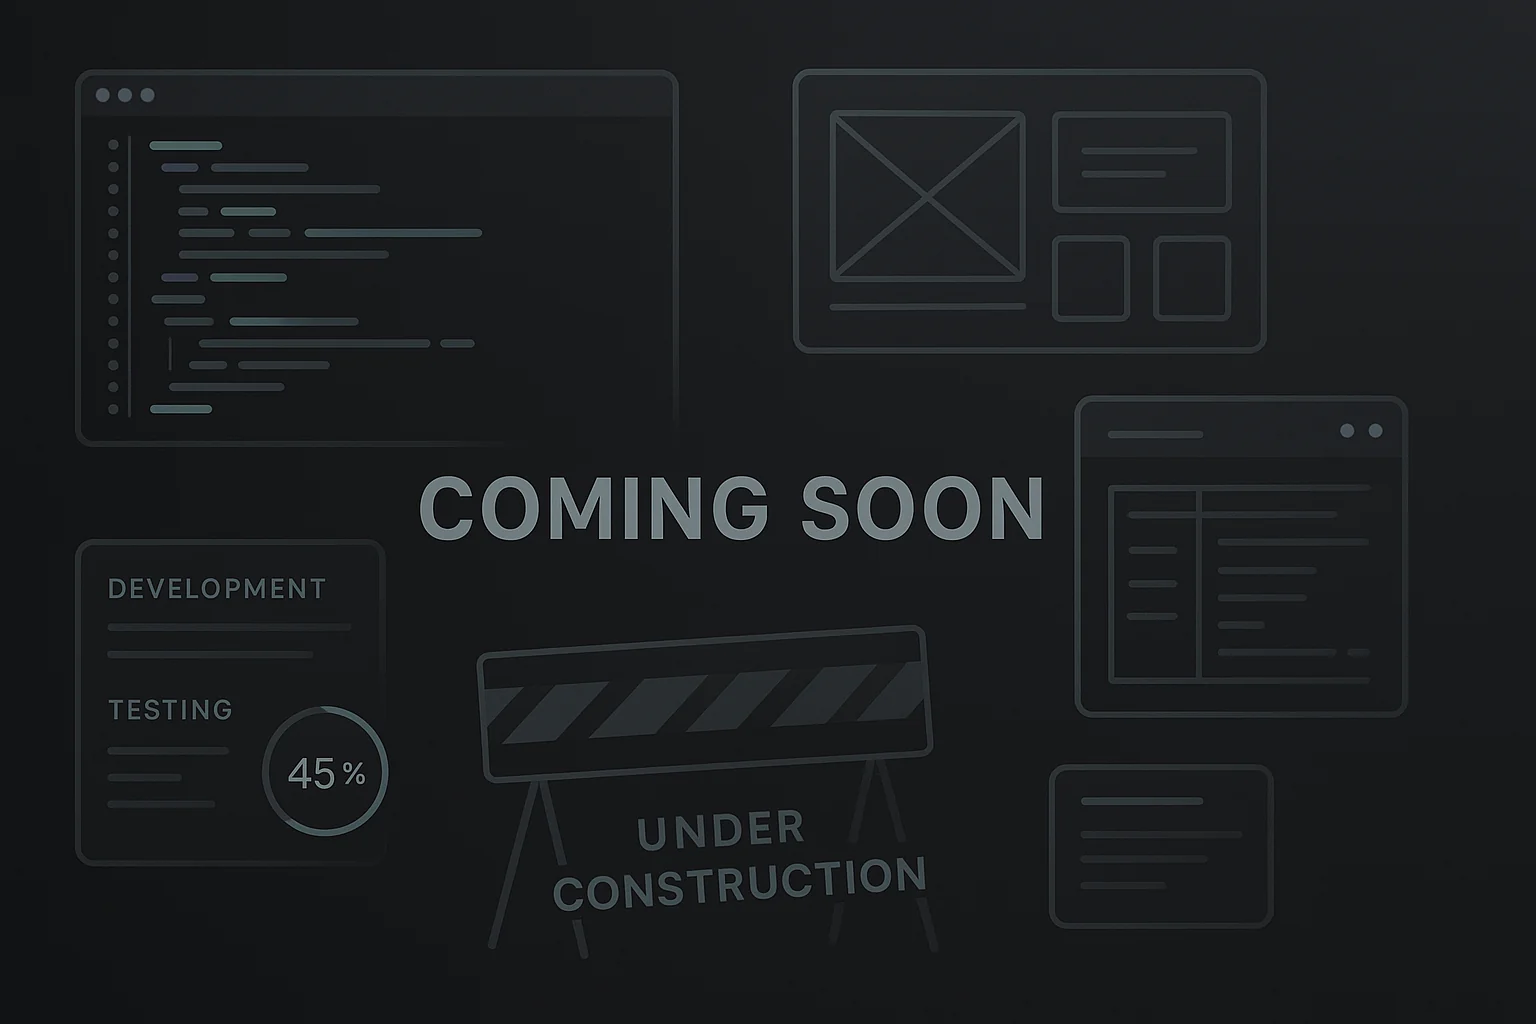 COMING SOON
DEVELOPMENT
TESTING
45%
UNDER
CONSTRUCTION